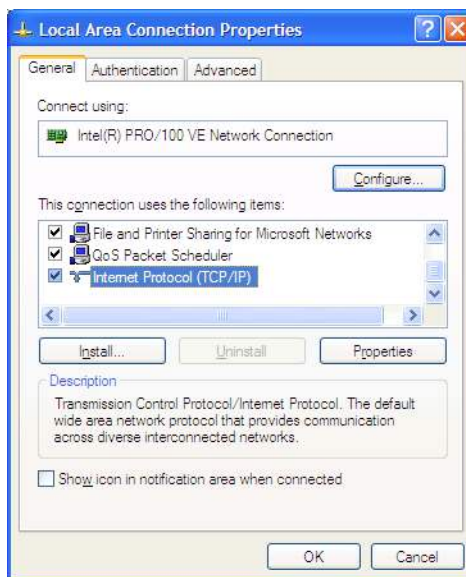 Local Area Connection Properties
General Authentication Advanced
Connect using:
Intel(R) PRO/100 VE Network Connection
Configure...
This connection uses the following items:
File and Printer Sharing for Microsoft Networks
QoS Packet Scheduler
Internet Protocol (TCP/IP)
Install... Uninstall Properties
Description
Transmission Control Protocol/Internet Protocol. The default
wide area network protocol that provides communication
across diverse interconnected networks.
Show icon in notification area when connected
OK Cancel